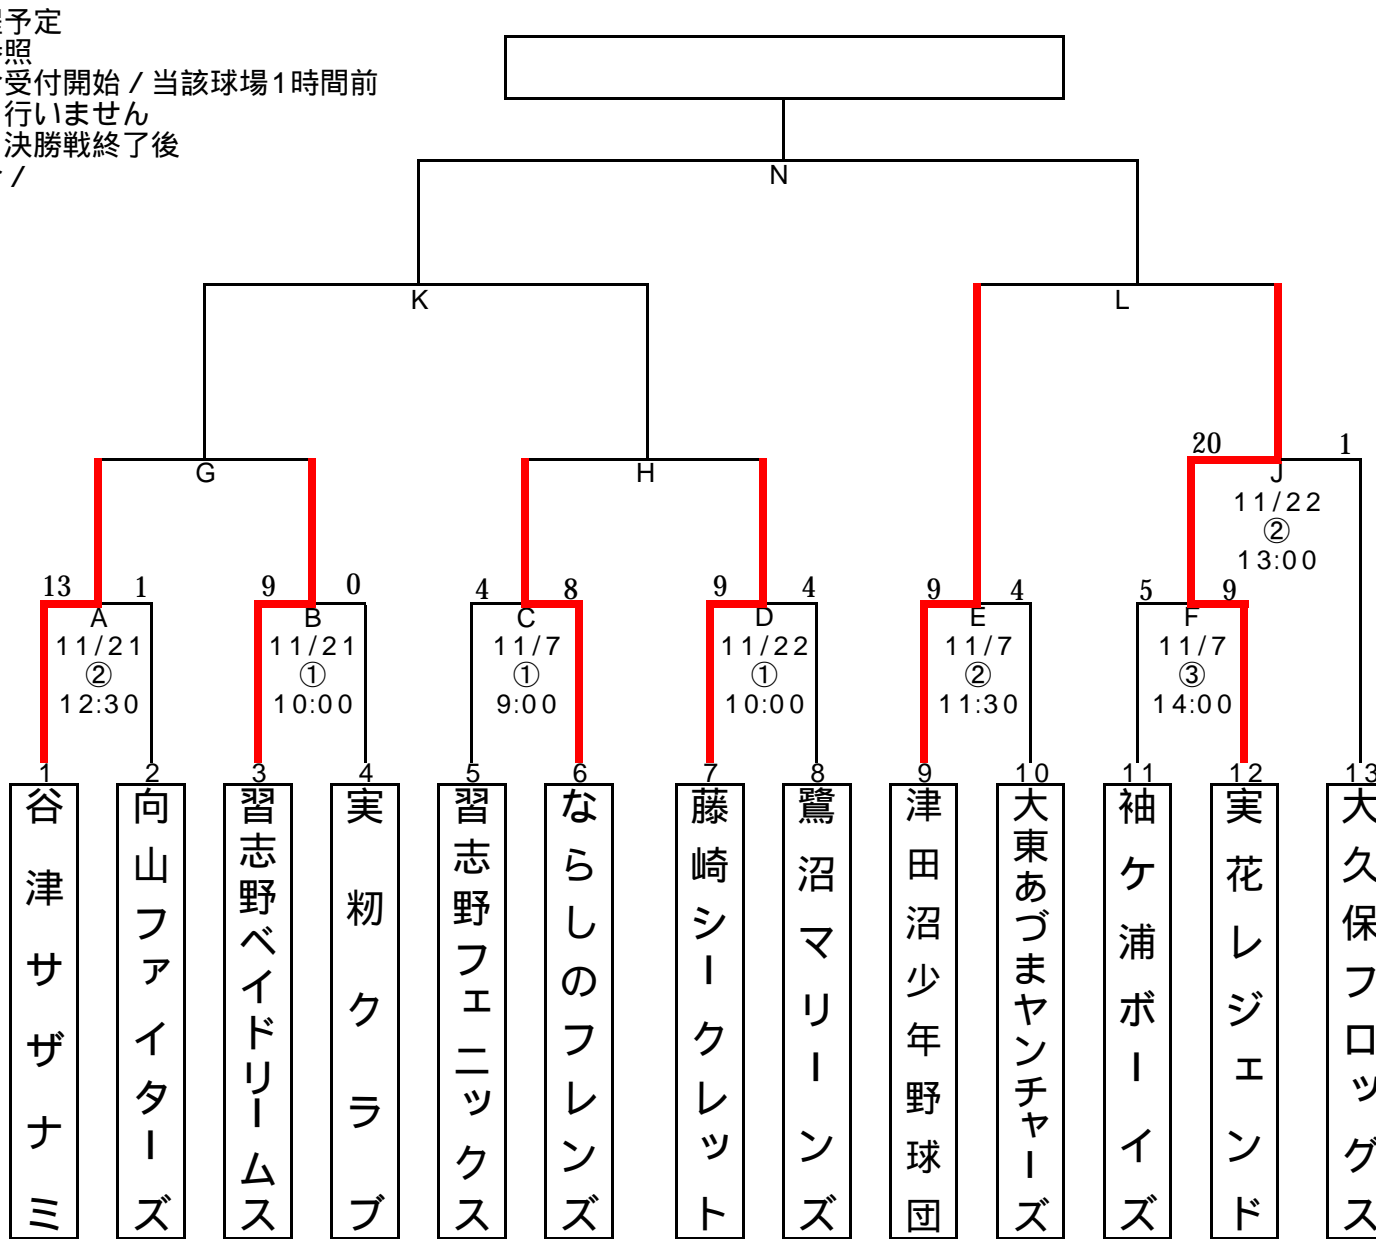 予定
照
受付開始 / 当該球場1時間前
行いません
決勝戦終了後
/
N
K
L
G
H
20 1
J
11/22
②
13:00
13 1
A
11/21
②
12:30
9 0
B
11/21
①
10:00
4 8
C
11/7
①
9:00
9 4
D
11/22
①
10:00
9 4
E
11/7
②
11:30
5 9
F
11/7
③
14:00
1
谷津サザナミ
2
向山ファイターズ
3
習志野ベイドリームス
4
実籾クラブ
5
習志野フェニックス
6
ならしのフレンズ
7
藤崎シークレット
8
鷺沼マリーンズ
9
津田沼少年野球団
10
大東あづまヤンチャーズ
11
袖ケ浦ボーイズ
12
実花レジェンド
13
大久保フロッグス